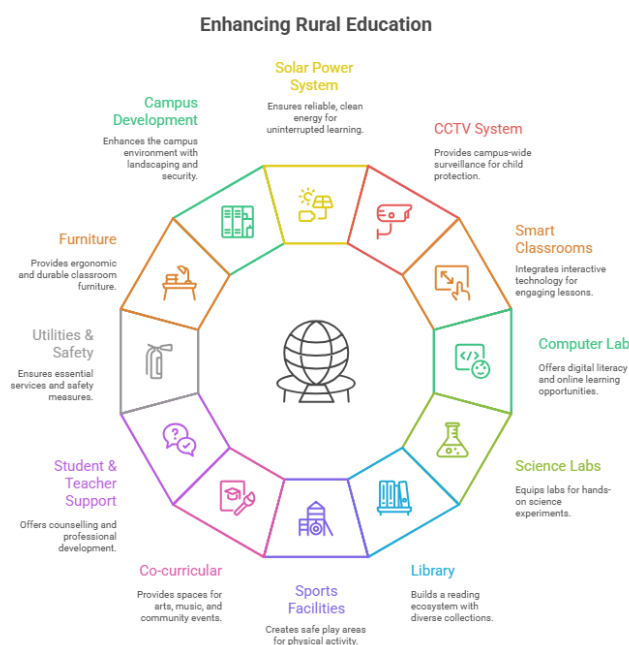 Enhancing Rural Education
Solar Power
System
Ensures reliable, clean
energy for
uninterrupted learning.
CCTV System
Provides campus-wide
surveillance for child
protection.
Smart
Classrooms
Integrates interactive
technology for
engaging lessons.
Computer Lab
Offers digital literacy
and online learning
opportunities.
Science Labs
Equips labs for hands-
on science
experiments.
Library
Builds a reading
ecosystem with
diverse collections.
Sports
Facilities
Creates safe play areas
for physical activity.
Co-curricular
Provides spaces for
arts, music, and
community events.
Student &
Teacher
Support
Offers counselling and
professional
development.
Utilities &
Safety
Ensures essential
services and safety
measures.
Furniture
Provides ergonomic
and durable classroom
furniture.
Campus
Development
Enhances the campus
environment with
landscaping and
security.